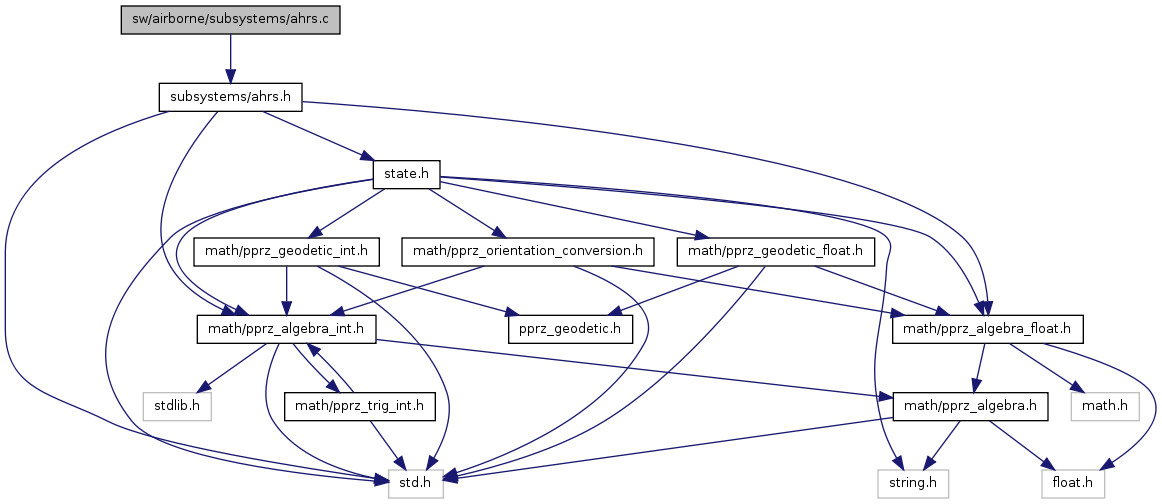 sw/airborne/subsystems/ahrs.c
subsystems/ahrs.h
state.h
math/pprz_geodetic_int.h
math/pprz_orientation_conversion.h
math/pprz_geodetic_float.h
math/pprz_algebra_int.h
pprz_geodetic.h
math/pprz_algebra_float.h
stdlib.h
math/pprz_trig_int.h
math/pprz_algebra.h
math.h
std.h
string.h
float.h